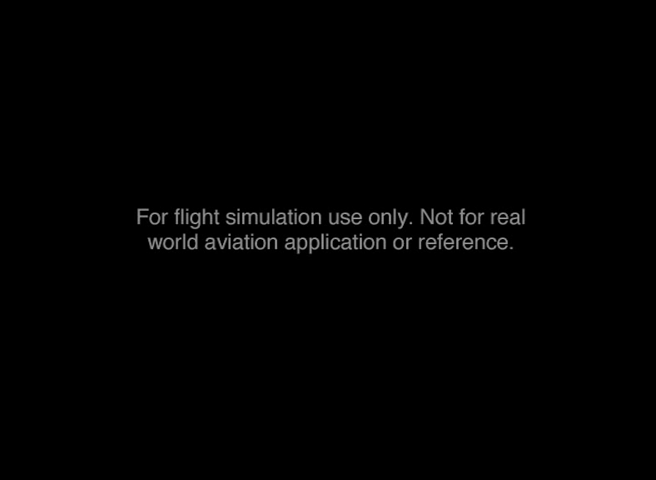 For flight simulation use only. Not for real
world aviation application or reference.